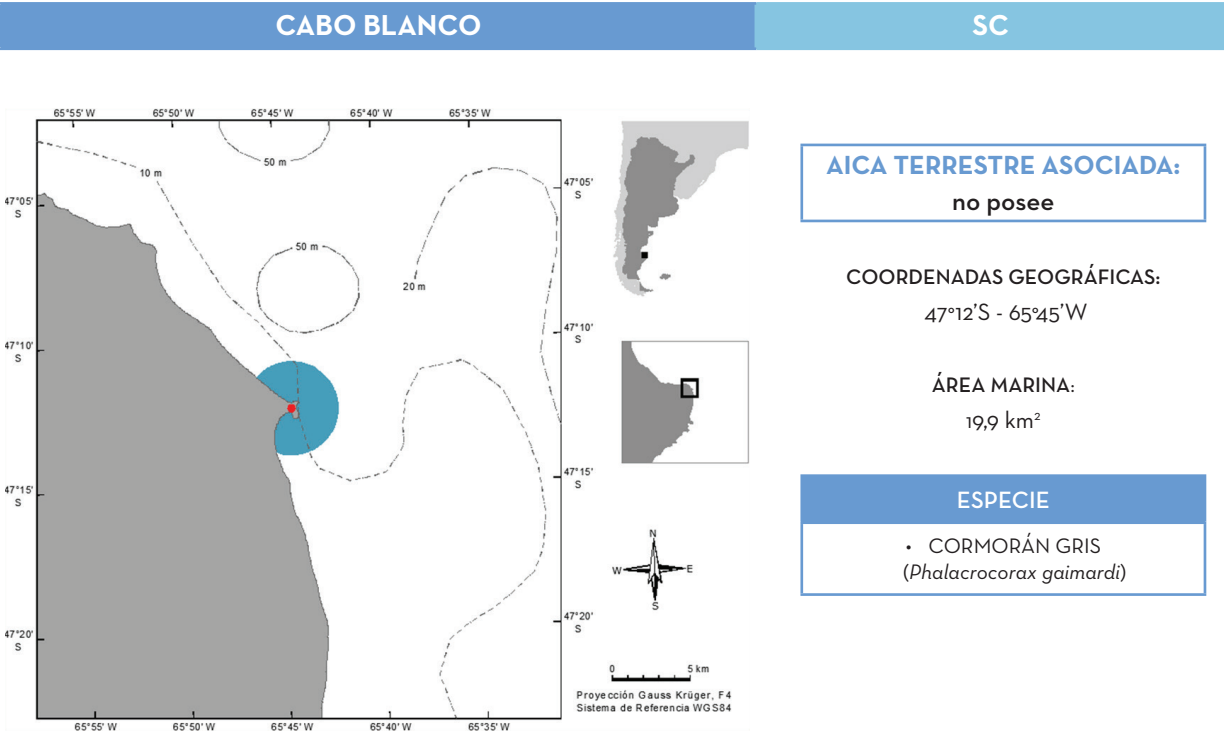 CABO BLANCO
SC
65°55' W 65°50' W 65°45' W 65°40' W 65°35' W
50 m
10 m
47°05'
S
47°05'
S
50 m
20 m
47°10'
S
47°10'
S
47°15'
S
47°15'
S
47°20'
S
47°20'
S
65°55' W 65°50' W 65°45' W 65°40' W 65°35' W
N
W E
S
0 5 km
Proyección Gauss Krüger, F4
Sistema de Referencia WGS84
AICA TERRESTRE ASOCIADA:
no posee
COORDENADAS GEOGRÁFICAS:
47°12'S - 65°45'W
ÁREA MARINA:
19,9 km²
ESPECIE
• CORMORÁN GRIS
(Phalacrocorax gaimardi)